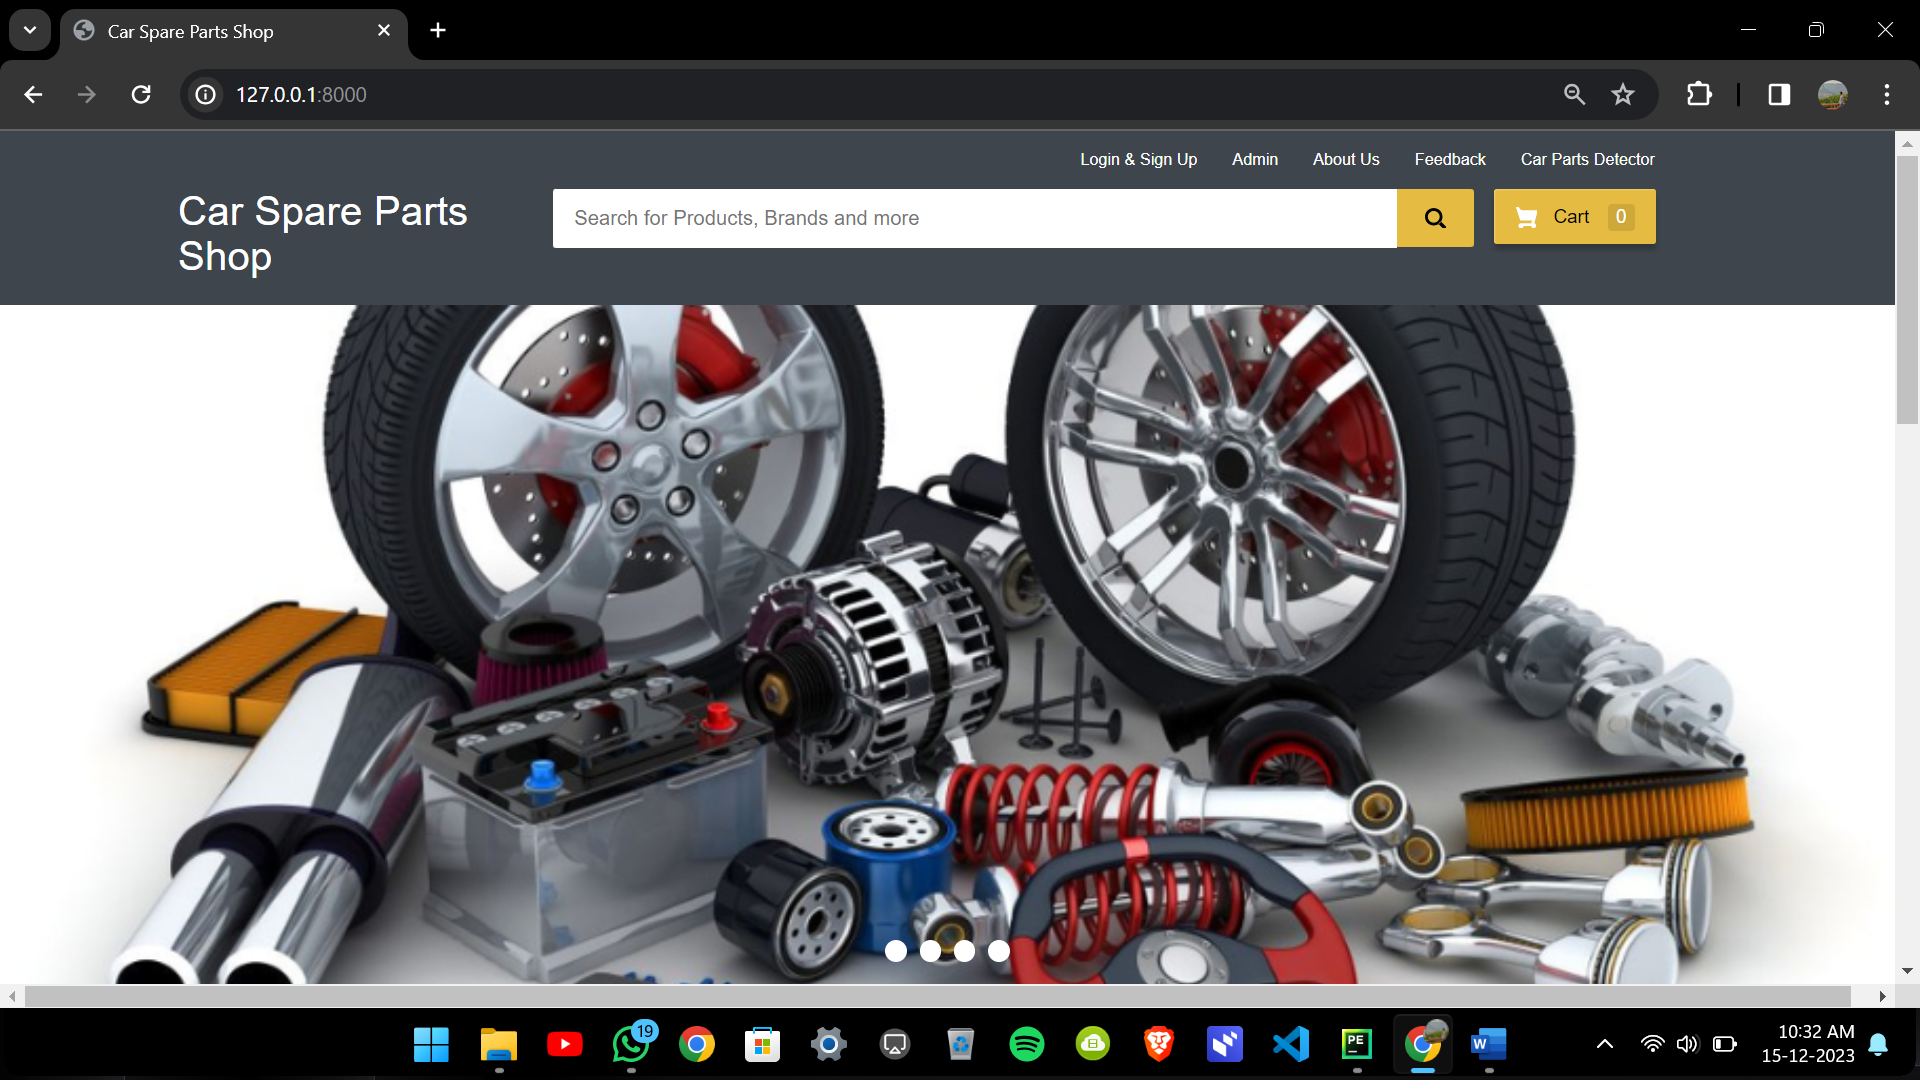 Car Spare Parts Shop
127.0.0.1:8000
Login & Sign Up Admin About Us Feedback Car Parts Detector
Car Spare Parts
Shop
Search for Products, Brands and more
Cart 0
19
PE
W
10:32 AM
15-12-2023